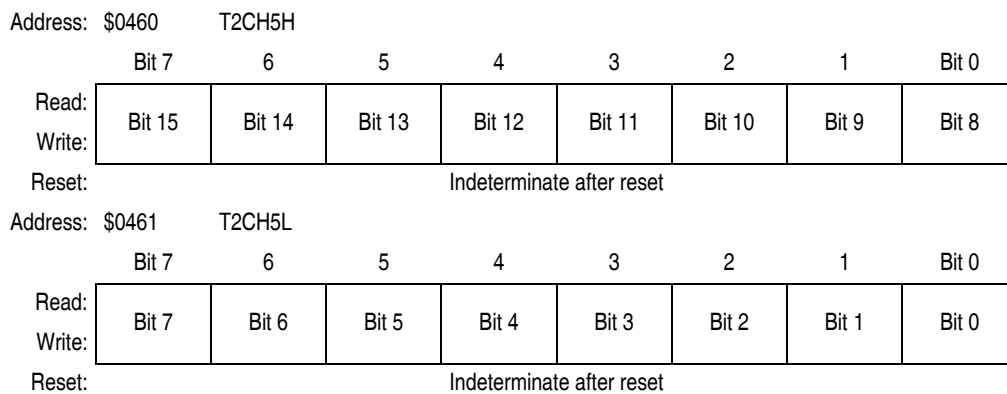 Address: $0460 T2CH5H
Bit 7 6 5 4 3 2 1 Bit 0
Read:
Bit 15 Bit 14 Bit 13 Bit 12 Bit 11 Bit 10 Bit 9 Bit 8
Write:
Reset: Indeterminate after reset
Address: $0461 T2CH5L
Bit 7 6 5 4 3 2 1 Bit 0
Read:
Bit 7 Bit 6 Bit 5 Bit 4 Bit 3 Bit 2 Bit 1 Bit 0
Write:
Reset: Indeterminate after reset